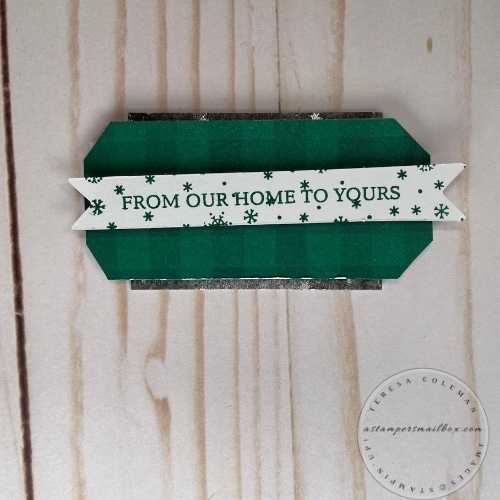 FROM OUR HOME TO YOURS
TERESA COLEMAN
astampersmailbox.com
IMAGES©STAMPIN'UP!